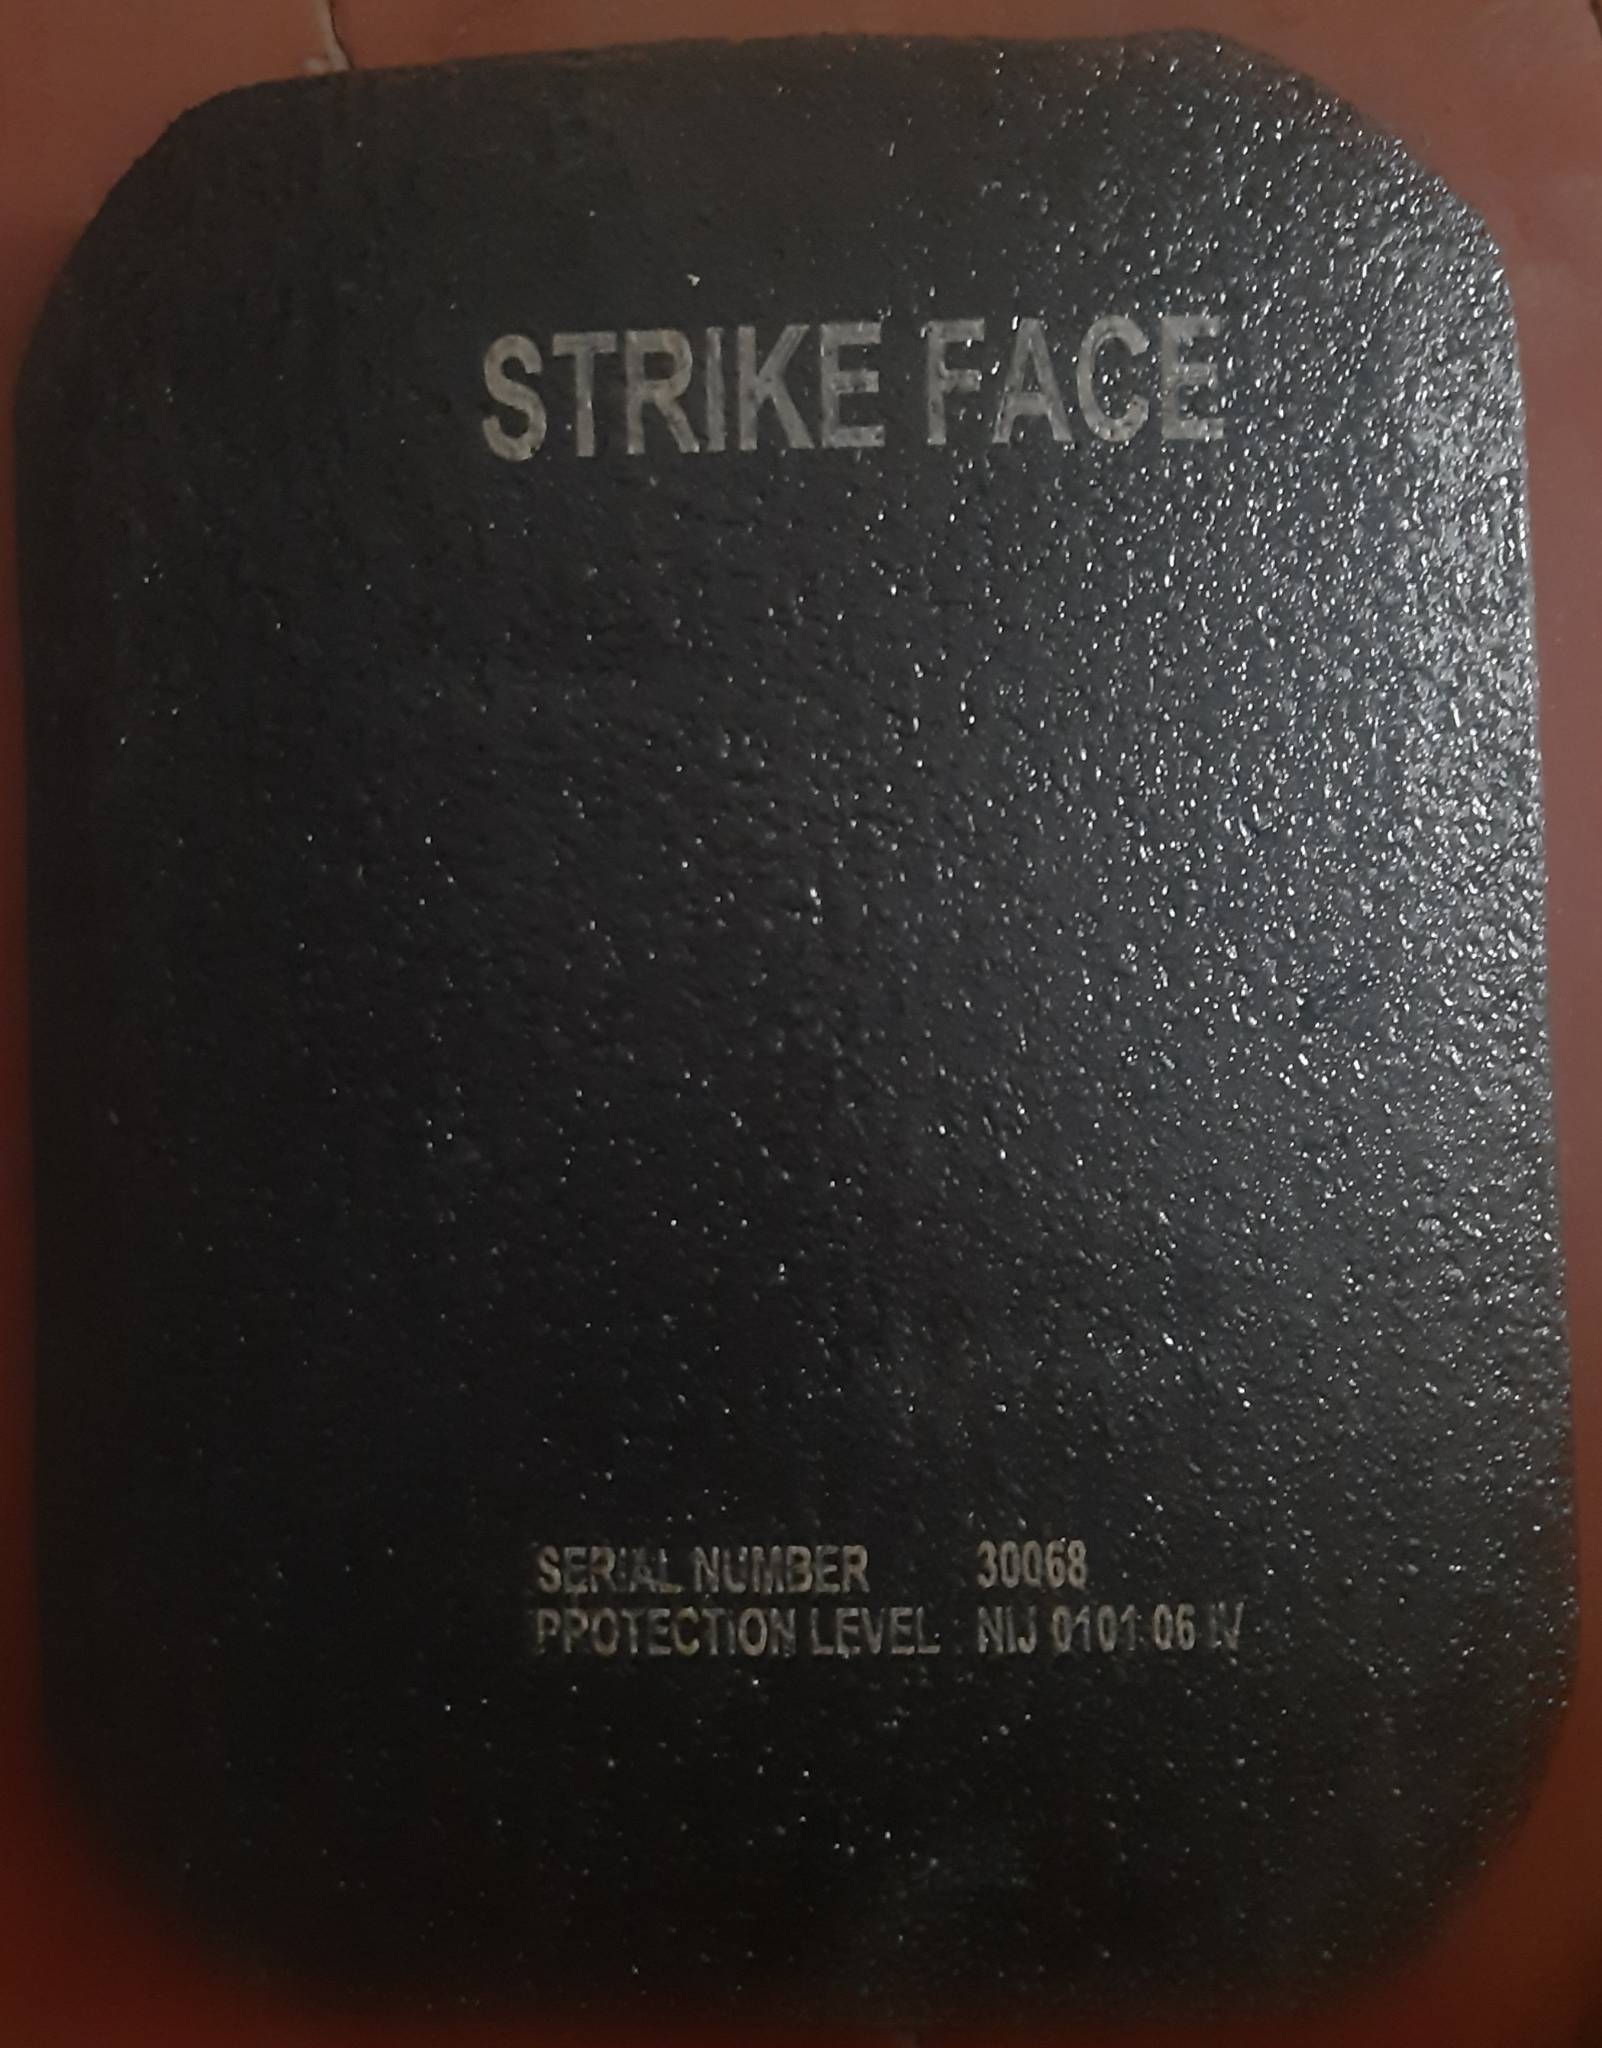 STRIKE FACE
SERIAL NUMBER 30068
PROTECTION LEVEL NIJ 0101.06 IV